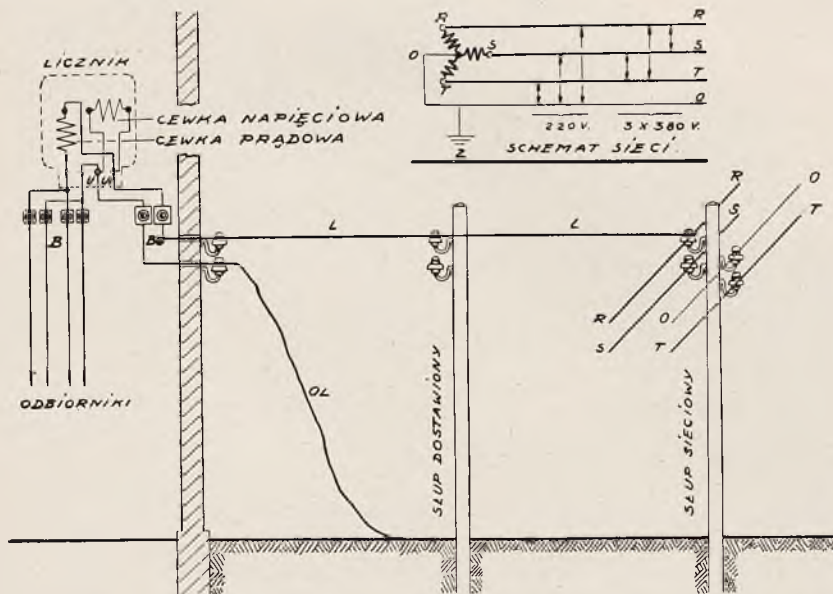 LICZNIK
CEWKA NAPIĘCIOWA
CEWKA PRĄDOWA
B
B
ODBIORNIKI
L
L
OL
SŁUP DOSTAWIONY
SŁUP SIECIOWY
R
S
O
T
R
S
O
T
R
S
T
O
R
S
T
O
Z
220 V.
3 X 380 V.
SCHEMAT SIECI.